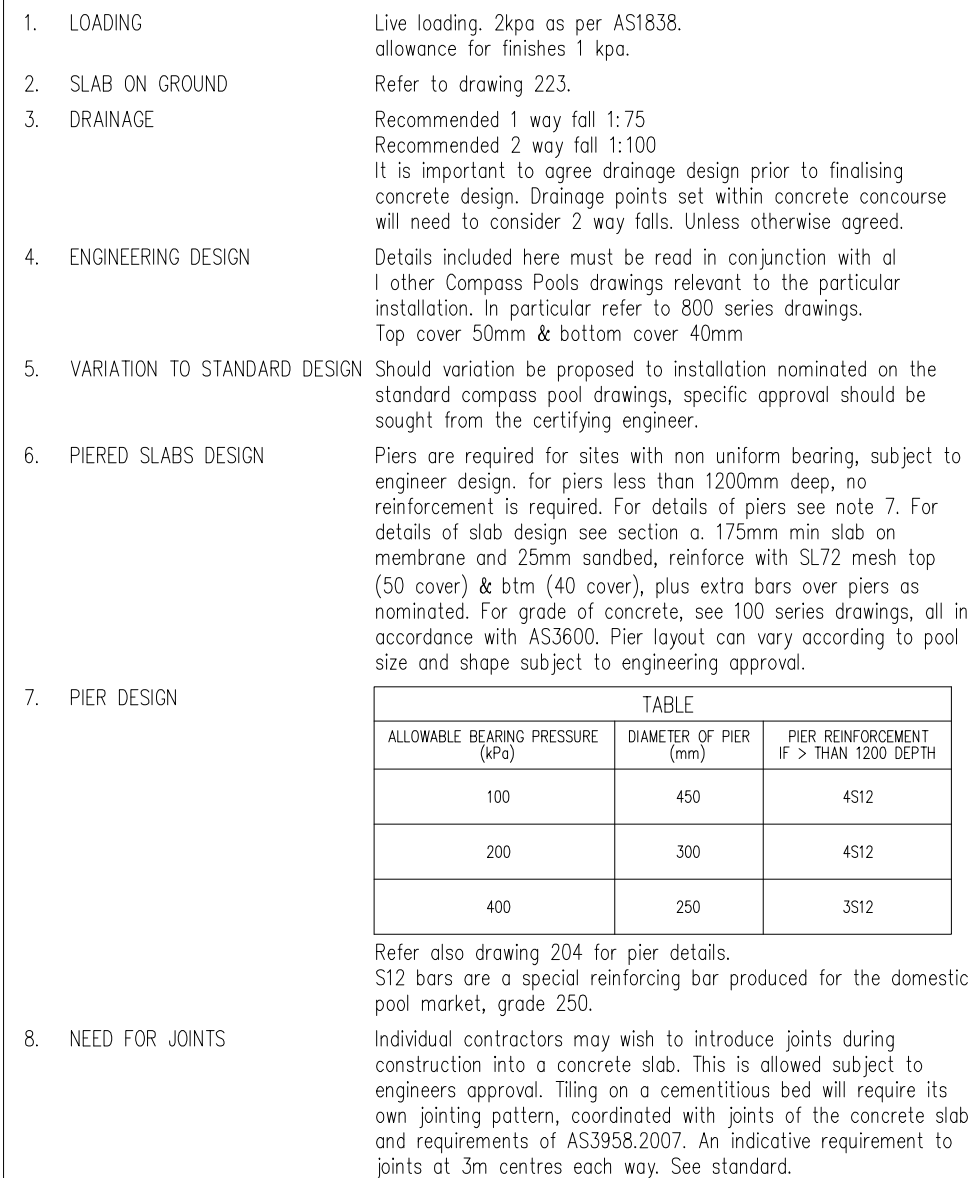 1. LOADING Live loading. 2kpa as per AS1838.
allowance for finishes 1 kpa.
2. SLAB ON GROUND Refer to drawing 223.
3. DRAINAGE Recommended 1 way fall 1:75
Recommended 2 way fall 1:100
It is important to agree drainage design prior to finalising
concrete design. Drainage points set within concrete concourse
will need to consider 2 way falls. Unless otherwise agreed.
4. ENGINEERING DESIGN Details included here must be read in conjunction with al
l other Compass Pools drawings relevant to the particular
installation. In particular refer to 800 series drawings.
Top cover 50mm & bottom cover 40mm
5. VARIATION TO STANDARD DESIGN Should variation be proposed to installation nominated on the
standard compass pool drawings, specific approval should be
sought from the certifying engineer.
6. PIERED SLABS DESIGN Piers are required for sites with non uniform bearing, subject to
engineer design. for piers less than 1200mm deep, no
reinforcement is required. For details of piers see note 7. For
details of slab design see section a. 175mm min slab on
membrane and 25mm sandbed, reinforce with SL72 mesh top
(50 cover) & btm (40 cover), plus extra bars over piers as
nominated. For grade of concrete, see 100 series drawings, all in
accordance with AS3600. Pier layout can vary according to pool
size and shape subject to engineering approval.
7. PIER DESIGN TABLE
ALLOWABLE BEARING PRESSURE (kPa) DIAMETER OF PIER (mm) PIER REINFORCEMENT IF > THAN 1200 DEPTH
100 450 4S12
200 300 4S12
400 250 3S12
Refer also drawing 204 for pier details.
S12 bars are a special reinforcing bar produced for the domestic
pool market, grade 250.
8. NEED FOR JOINTS Individual contractors may wish to introduce joints during
construction into a concrete slab. This is allowed subject to
engineers approval. Tiling on a cementitious bed will require its
own jointing pattern, coordinated with joints of the concrete slab
and requirements of AS3958.2007. An indicative requirement to
joints at 3m centres each way. See standard.